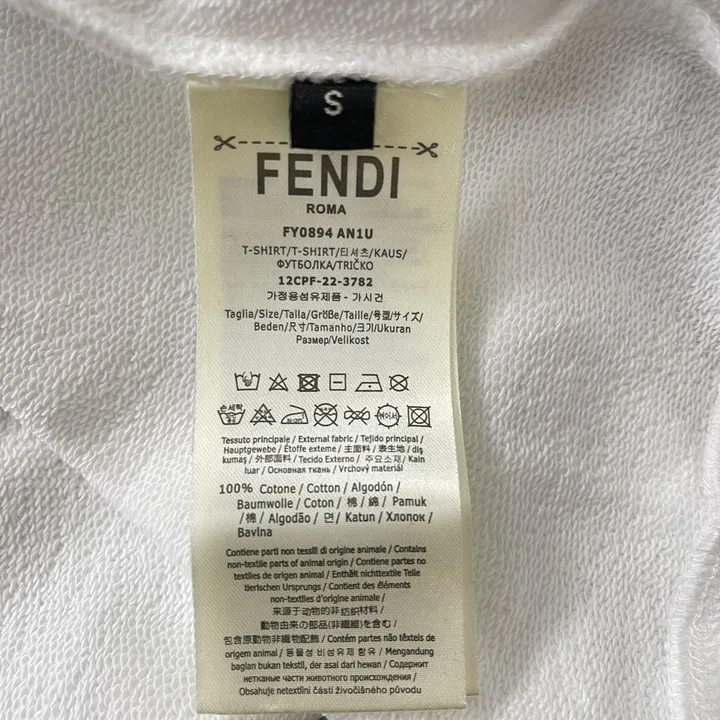 S
FENDI
ROMA
FY0894 AN1U
T-SHIRT/T-SHIRT/티셔츠/KAUS/
ФУТБОЛКА/TRIČKO
12CPF-22-3782
가정용섬유제품-가시건
Taglia/Size/Talla/Größe/Taille/号型/サイズ/
Beden/尺寸/Tamanho/크기/Ukuran
Размер/Velikost
손세탁
드라이
Tessuto principale / External fabric / Tejido principal /
Hauptgewebe / Étoffe externe / 主面料 / 表生地 / dış
kumaş / 外部面料 / Tecido Externo / 주요소재 / Kain
luar / Основная ткань / Vrchový materiál
100% Cotone / Cotton / Algodón /
Baumwolle / Coton / 棉 / 綿 / Pamuk
/ 棉 / Algodão / 면 / Katun / Хлопок /
Bavlna
Contiene parti non tessili di origine animale / Contains
non-textile parts of animal origin / Contiene partes no
textiles de origen animal / Enthält nichttextile Teile
tierischen Ursprungs / Contient des éléments
non-textiles d'origine animale /
来源于动物的非纺织材料 /
動物由来の部品(非繊維)を含む /
包含原動物非織物配飾 / Contém partes não têxteis de
origem animal / 동물성 비섬유제 함유 / Mengandung
bagian bukan tekstil, der asal dari hewan / Содержит
неткачые части животного происхождения /
Obsahuje netextilní části živočišného původu